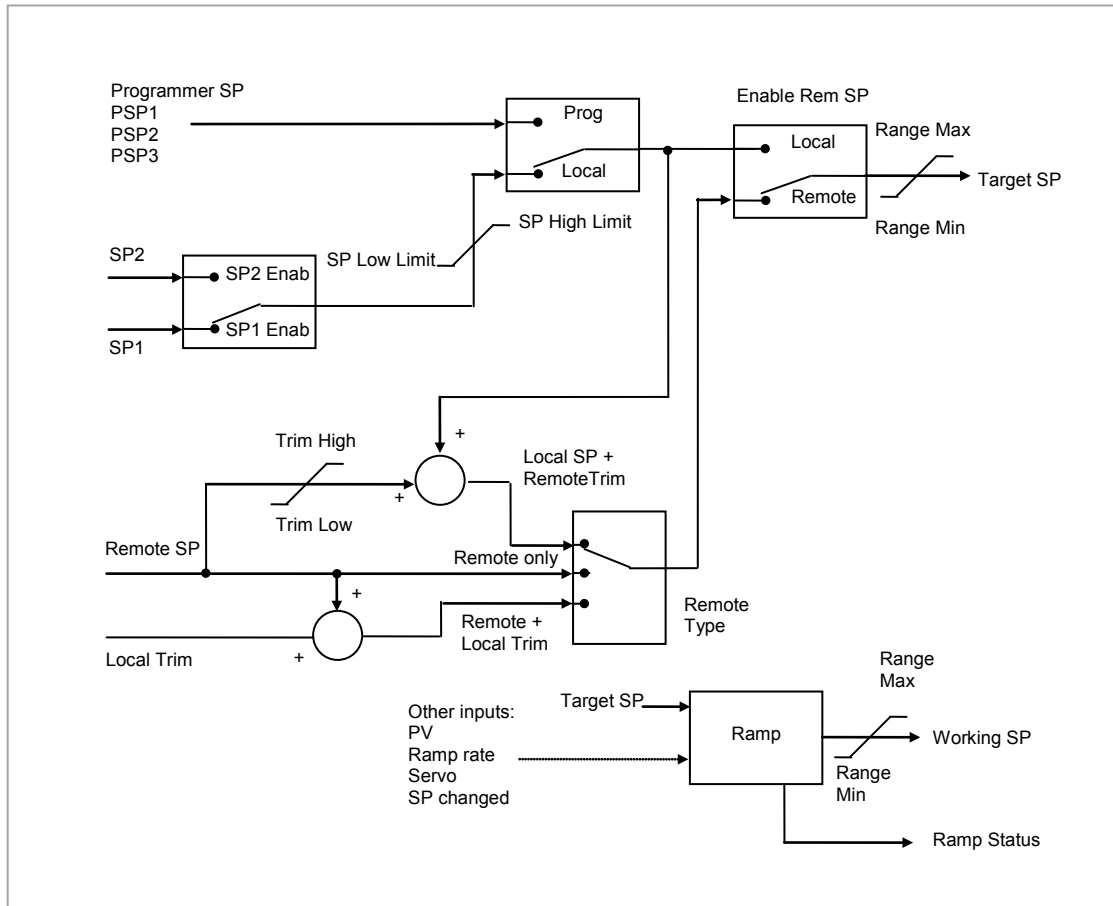 Programmer SP
PSP1
PSP2
PSP3
Prog
Local
Enable Rem SP
Local
Remote
Range Max
Range Min
Target SP
SP High Limit
SP Low Limit
SP2
SP2 Enab
SP1 Enab
SP1
+
Trim High
+
Trim Low
Local SP +
RemoteTrim
Remote SP
Remote only
+
Remote +
Local Trim
+
Local Trim
Remote
Type
Other inputs:
PV
Ramp rate
Servo
SP changed
Target SP
Ramp
Range
Max
Range
Min
Working SP
Ramp Status